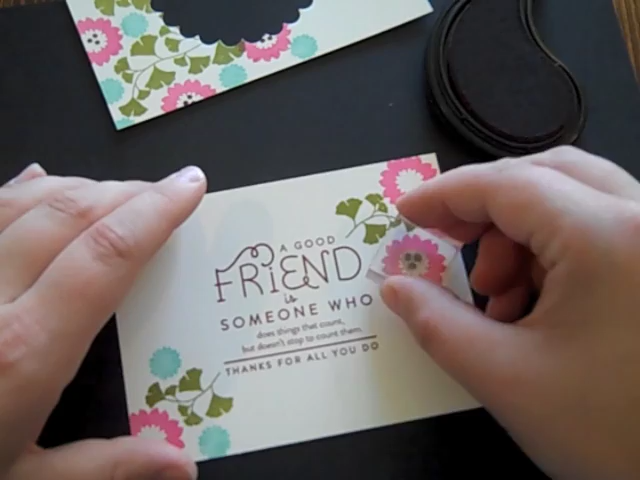 A GOOD
FRiEND
is
SOMEONE WHO
does things that count,
but doesn't stop to count them.
THANKS FOR ALL YOU DO